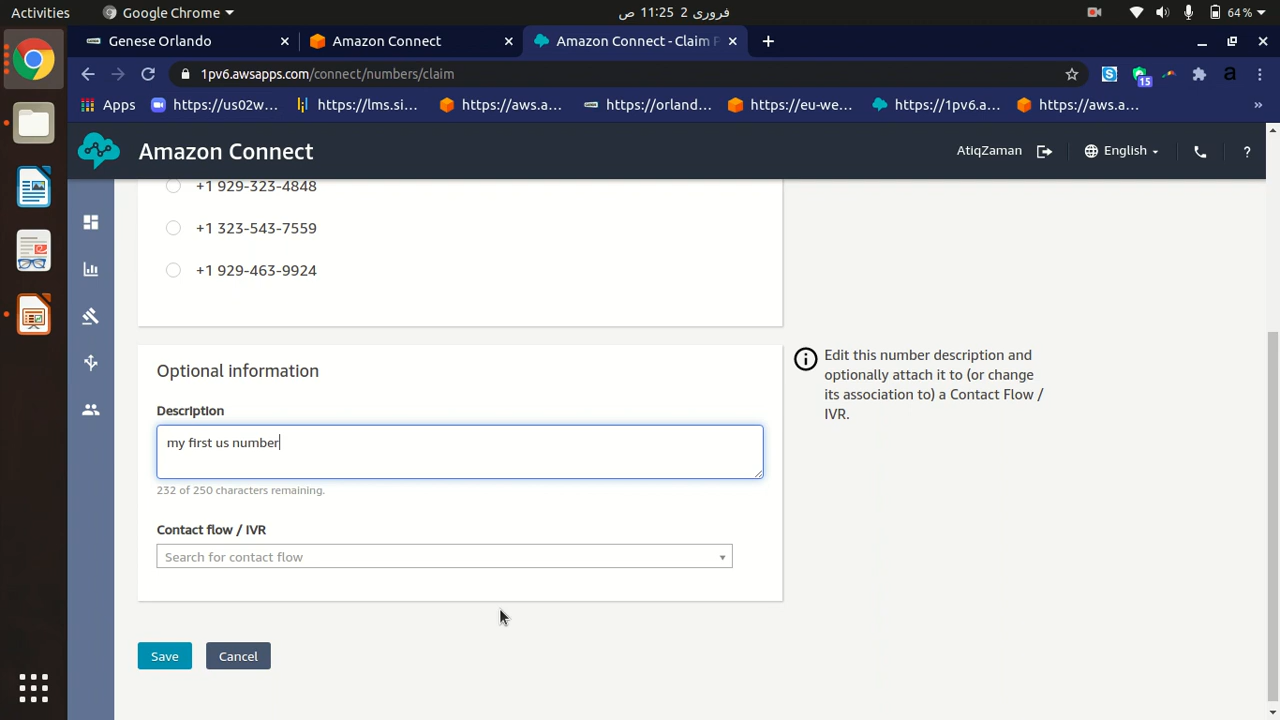 Activities
Google Chrome
فروری 2 11:25 ص
64 %
Genese Orlando
Amazon Connect
Amazon Connect - Claim P
1pv6.awsapps.com/connect/numbers/claim
15
a
Apps
https://us02w...
https://lms.si...
https://aws.a...
https://orland...
https://eu-we...
https://1pv6.a...
https://aws.a...
»
Amazon Connect
AtiqZaman
English
?
+1 929-323-4848
+1 323-543-7559
+1 929-463-9924
Optional information
Description
my first us number
232 of 250 characters remaining.
Contact flow / IVR
Search for contact flow
Edit this number description and
optionally attach it to (or change
its association to) a Contact Flow /
IVR.
Save
Cancel